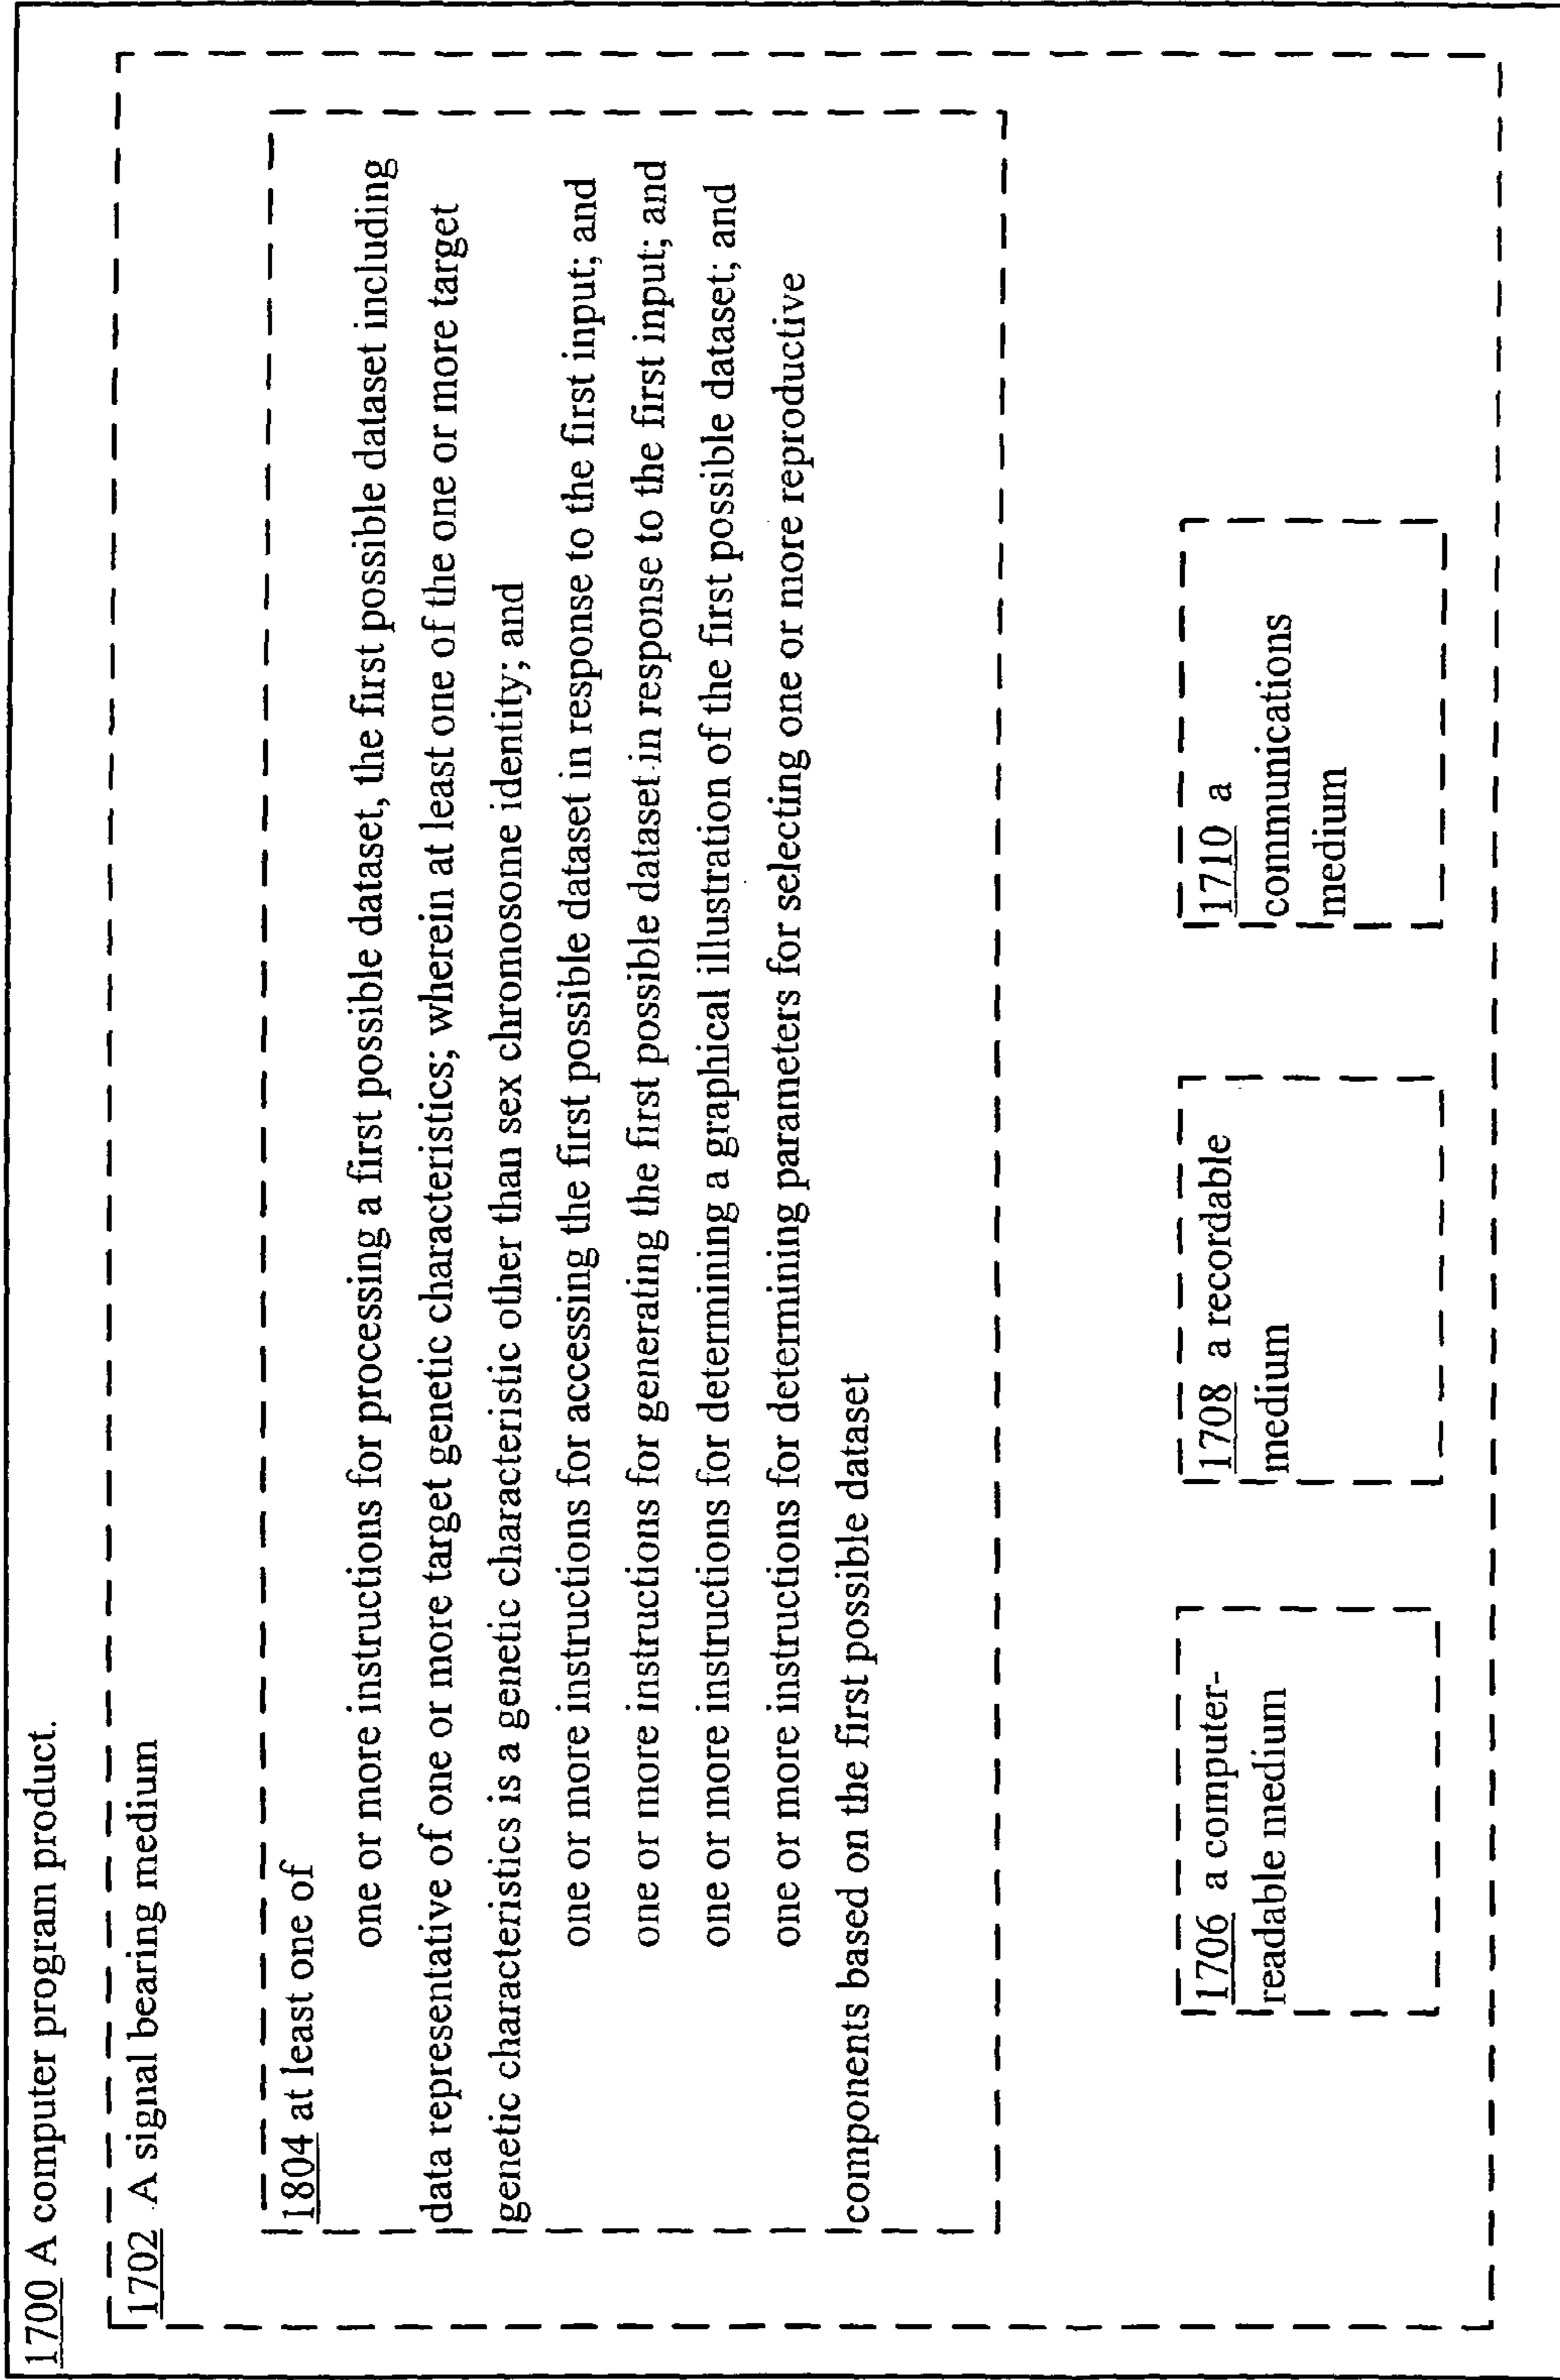 1700 A computer program product.
1702 A signal bearing medium
1804 at least one of
one or more instructions for processing a first possible dataset, the first possible dataset including
data representative of one or more target genetic characteristics; wherein at least one of the one or more target
genetic characteristics is a genetic characteristic other than sex chromosome identity; and
one or more instructions for accessing the first possible dataset in response to the first input; and
one or more instructions for generating the first possible dataset in response to the first input; and
one or more instructions for determining a graphical illustration of the first possible dataset; and
one or more instructions for determining parameters for selecting one or more reproductive
components based on the first possible dataset
1706 a computer-
readable medium
1708 a recordable
medium
1710 a
communications
medium